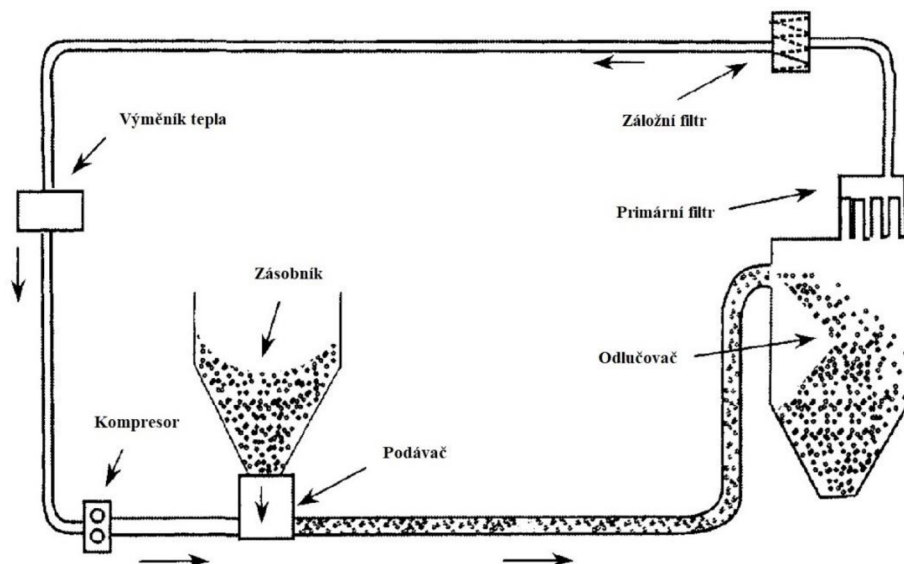 Záložní filtr
Výměník tepla
Primární filtr
Zásobník
Odlučovač
Kompresor
Podávač